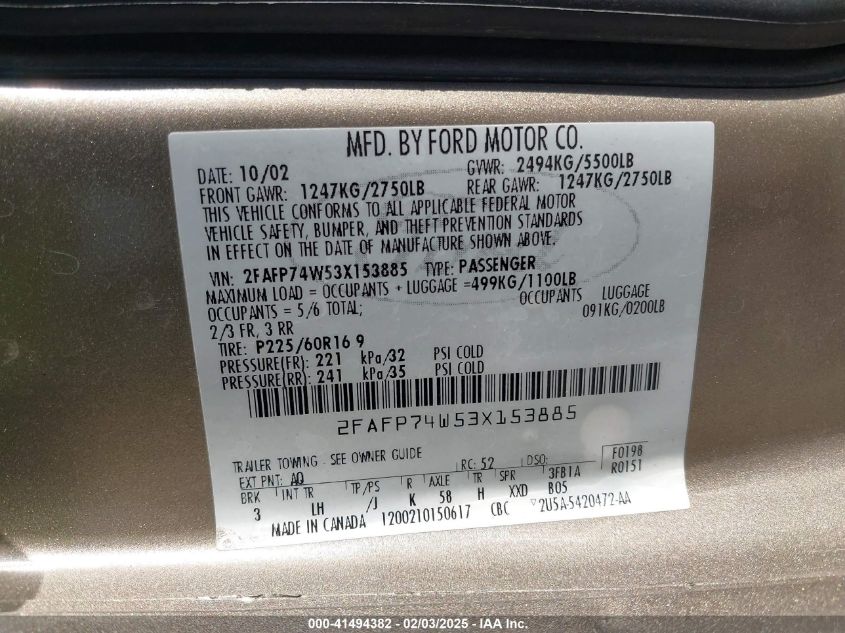 MFD. BY FORD MOTOR CO.
DATE: 10/02 GVWR: 2494KG/5500LB
FRONT GAWR: 1247KG/2750LB REAR GAWR: 1247KG/2750LB
THIS VEHICLE CONFORMS TO ALL APPLICABLE FEDERAL MOTOR
VEHICLE SAFETY, BUMPER, AND THEFT PREVENTION STANDARDS
IN EFFECT ON THE DATE OF MANUFACTURE SHOWN ABOVE.
VIN: 2FAFP74W53X153885 TYPE: PASSENGER
MAXIMUM LOAD = OCCUPANTS + LUGGAGE =499KG/1100LB
OCCUPANTS = 5/6 TOTAL; OCCUPANTS LUGGAGE
2/3 FR, 3 RR 091KG/0200LB
TIRE: P225/60R16 9
PRESSURE(FR): 221 kPa/32 PSI COLD
PRESSURE(RR): 241 kPa/35 PSI COLD
2FAFP74W53X153885
TRAILER TOWING - SEE OWNER GUIDE
EXT PNT: AQ RC: 52 DSO: F0198
BRK INT TR TP/PS R AXLE TR SPR 3FB1A R0151
3 LH /J K 58 H XXD B05
MADE IN CANADA 1200210150617 CBC 2U5A-5420472-AA
000-41494382 - 02/03/2025 - IAA Inc.